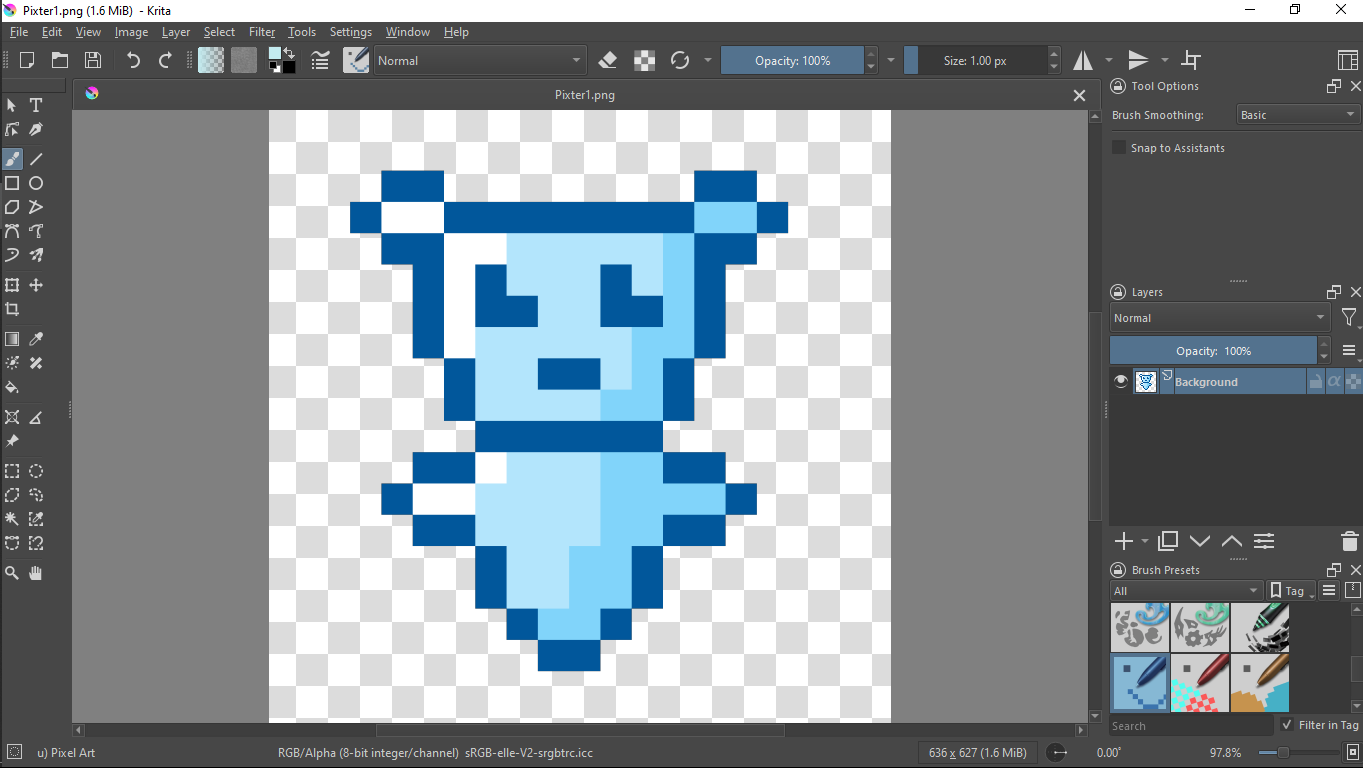 Pixter1.png (1.6 MiB)  - Krita
File Edit View Image Layer Select Filter Tools Settings Window Help
Normal Opacity: 100% Size: 1.00 px
Pixter1.png
Tool Options
Brush Smoothing: Basic
Snap to Assistants
Layers
Normal
Opacity:  100%
Background
Brush Presets
All Tag
Search Filter in Tag
u) Pixel Art RGB/Alpha (8-bit integer/channel)  sRGB-elle-V2-srgbtrc.icc 636 x 627 (1.6 MiB) 0.00° 97.8%